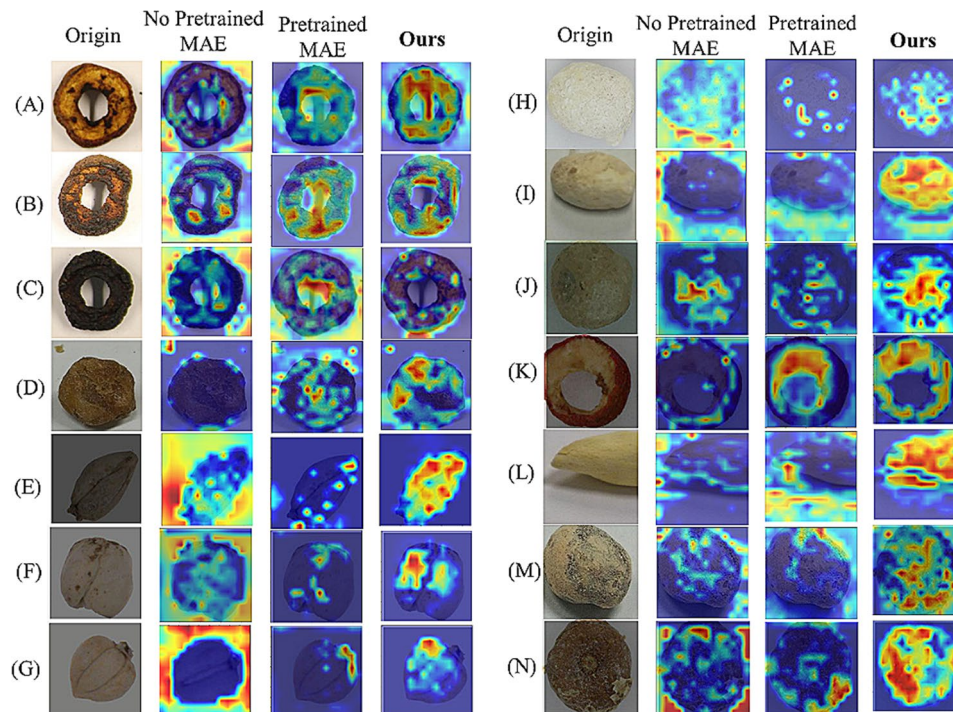 Origin No Pretrained MAE Pretrained MAE Ours
Origin No Pretrained MAE Pretrained MAE Ours
(A)
(B)
(C)
(D)
(E)
(F)
(G)
(H)
(I)
(J)
(K)
(L)
(M)
(N)